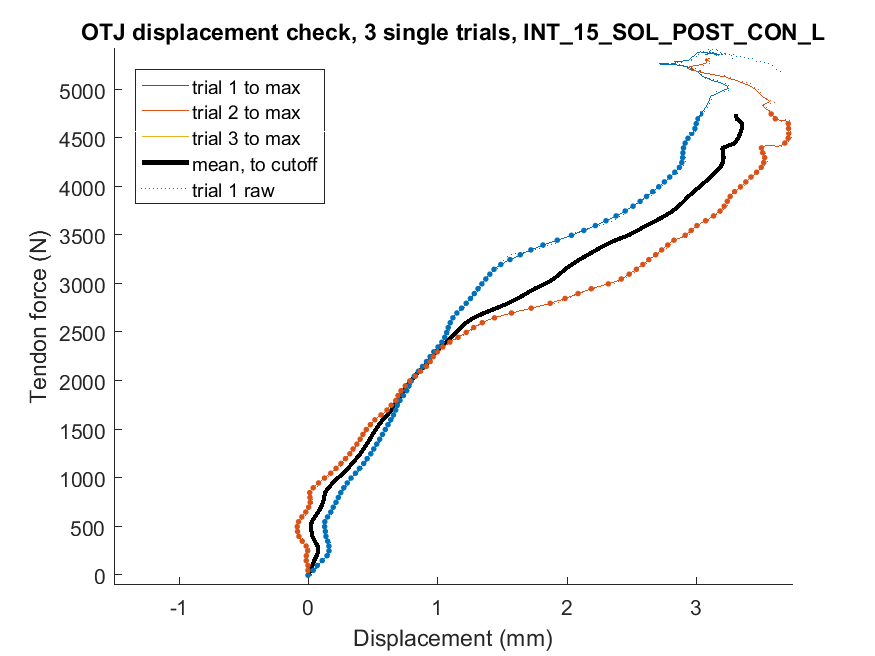 OTJ displacement check, 3 single trials, INT_15_SOL_POST_CON_L
trial 1 to max
trial 2 to max
trial 3 to max
mean, to cutoff
trial 1 raw
5000
4500
4000
3500
3000
2500
2000
1500
1000
500
0
Tendon force (N)
-1
0
1
2
3
Displacement (mm)